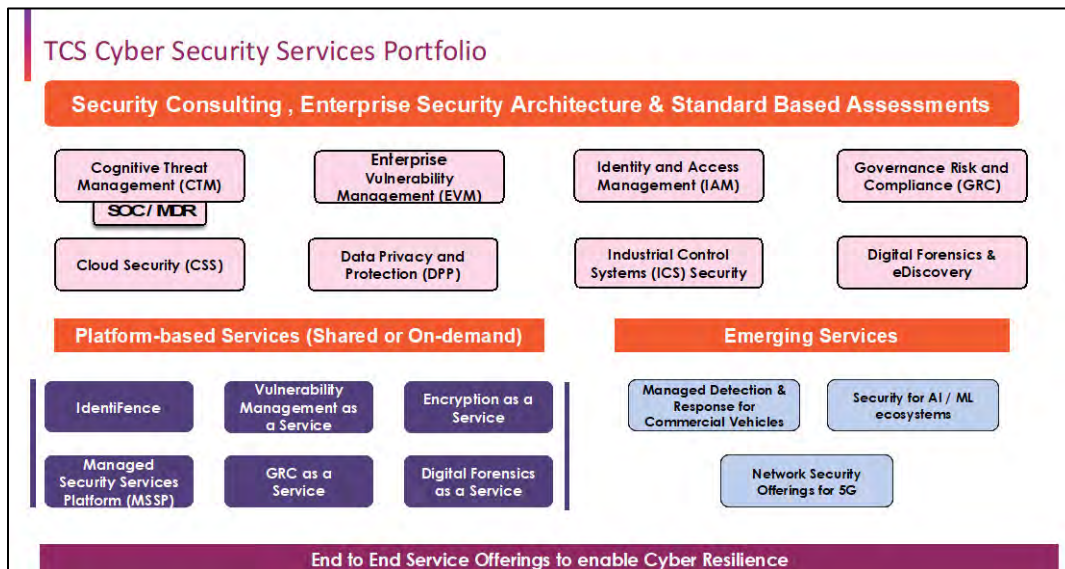 TCS Cyber Security Services Portfolio
Security Consulting , Enterprise Security Architecture & Standard Based Assessments
Cognitive Threat
Management (CTM)
SOC/ MDR
Enterprise
Vulnerability
Management (EVM)
Identity and Access
Management (IAM)
Governance Risk and
Compliance (GRC)
Cloud Security (CSS)
Data Privacy and
Protection (DPP)
Industrial Control
Systems (ICS) Security
Digital Forensics &
eDiscovery
Platform-based Services (Shared or On-demand)
IdentiFence
Vulnerability
Management as
a Service
Encryption as a
Service
Managed
Security Services
Platform (MSSP)
GRC as a
Service
Digital Forensics
as a Service
Emerging Services
Managed Detection &
Response for
Commercial Vehicles
Security for AI / ML
ecosystems
Network Security
Offerings for 5G
End to End Service Offerings to enable Cyber Resilience